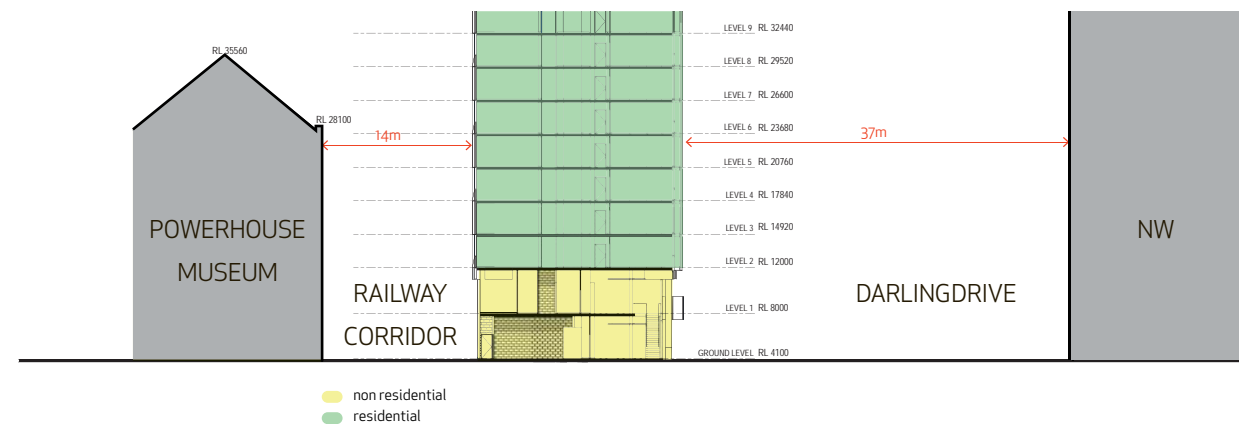 RL 35560
RL 28100
14m
37m
LEVEL 9 RL 32440
LEVEL 8 RL 29520
LEVEL 7 RL 26600
LEVEL 6 RL 23680
LEVEL 5 RL 20760
LEVEL 4 RL 17840
LEVEL 3 RL 14920
LEVEL 2 RL 12000
LEVEL 1 RL 8000
GROUND LEVEL RL 4100
POWERHOUSE
MUSEUM
RAILWAY
CORRIDOR
DARLINGDRIVE
NW
non residential
residential